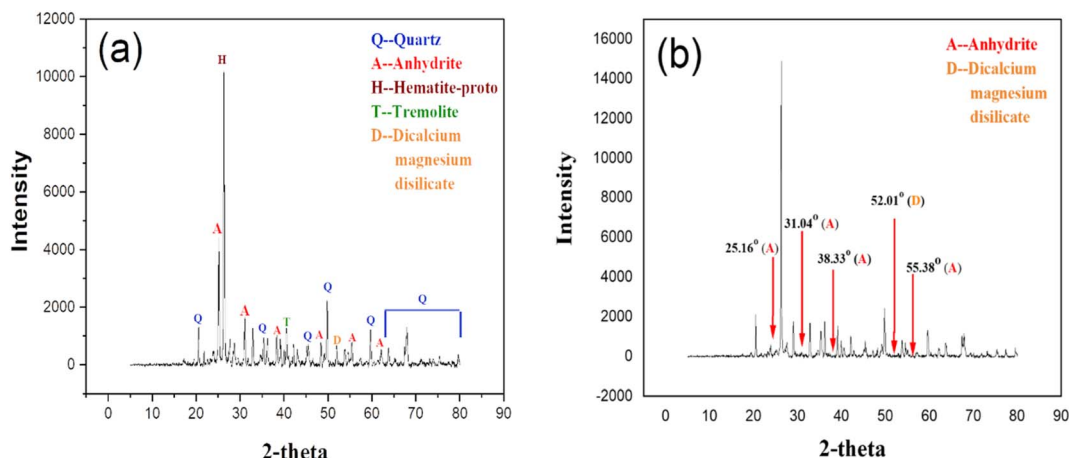 (a)
12000
10000
8000
6000
4000
2000
0
Intensity
0 10 20 30 40 50 60 70 80 90
2-theta
Q--Quartz
A--Anhydrite
H--Hematite-proto
T--Tremolite
D--Dicalcium
magnesium
disilicate
H
A
Q
A
Q
A
T
Q
A
Q
D
A
Q
A
Q
(b)
16000
14000
12000
10000
8000
6000
4000
2000
0
-2000
Intensity
0 10 20 30 40 50 60 70 80 90
2-theta
A--Anhydrite
D--Dicalcium
magnesium
disilicate
25.16° (A)
31.04° (A)
38.33° (A)
52.01° (D)
55.38° (A)